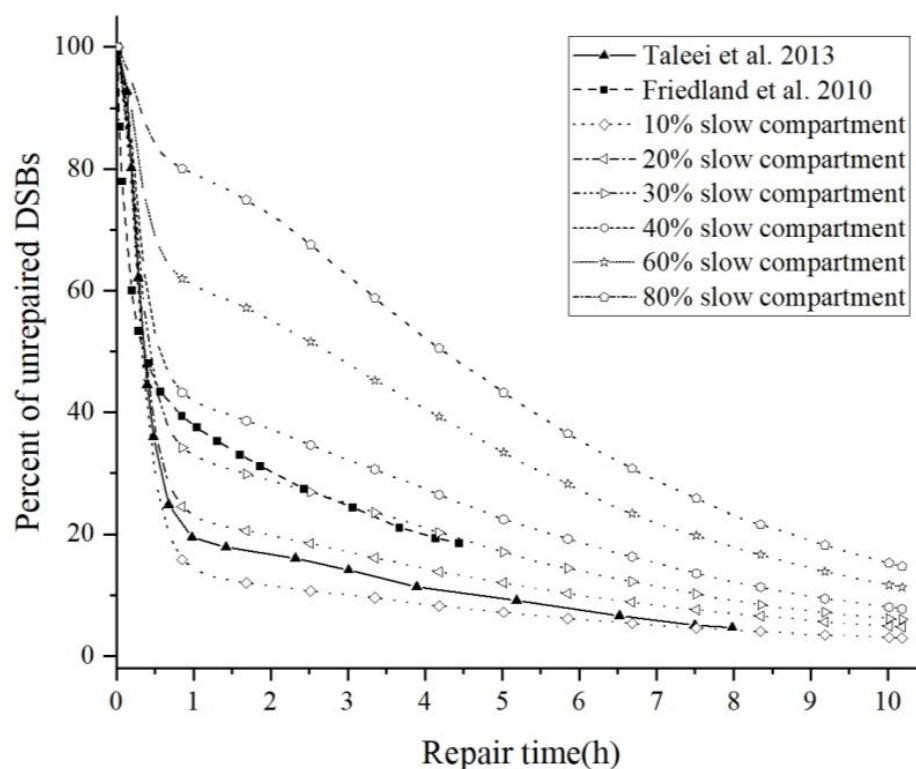 100
80
60
40
20
0
Percent of unrepaired DSBs
Taleei et al. 2013
Friedland et al. 2010
10% slow compartment
20% slow compartment
30% slow compartment
40% slow compartment
60% slow compartment
80% slow compartment
0 1 2 3 4 5 6 7 8 9 10
Repair time(h)